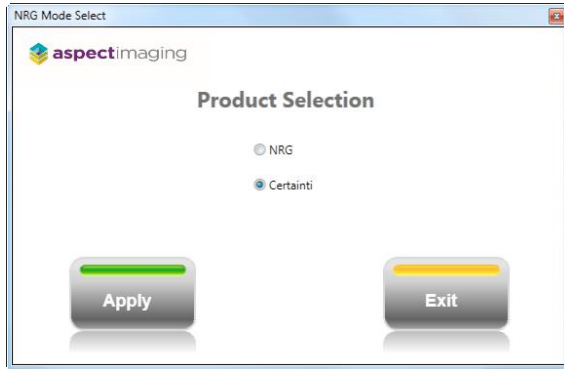 NRG Mode Select
aspectimaging
Product Selection
NRG
Certainti
Apply
Exit